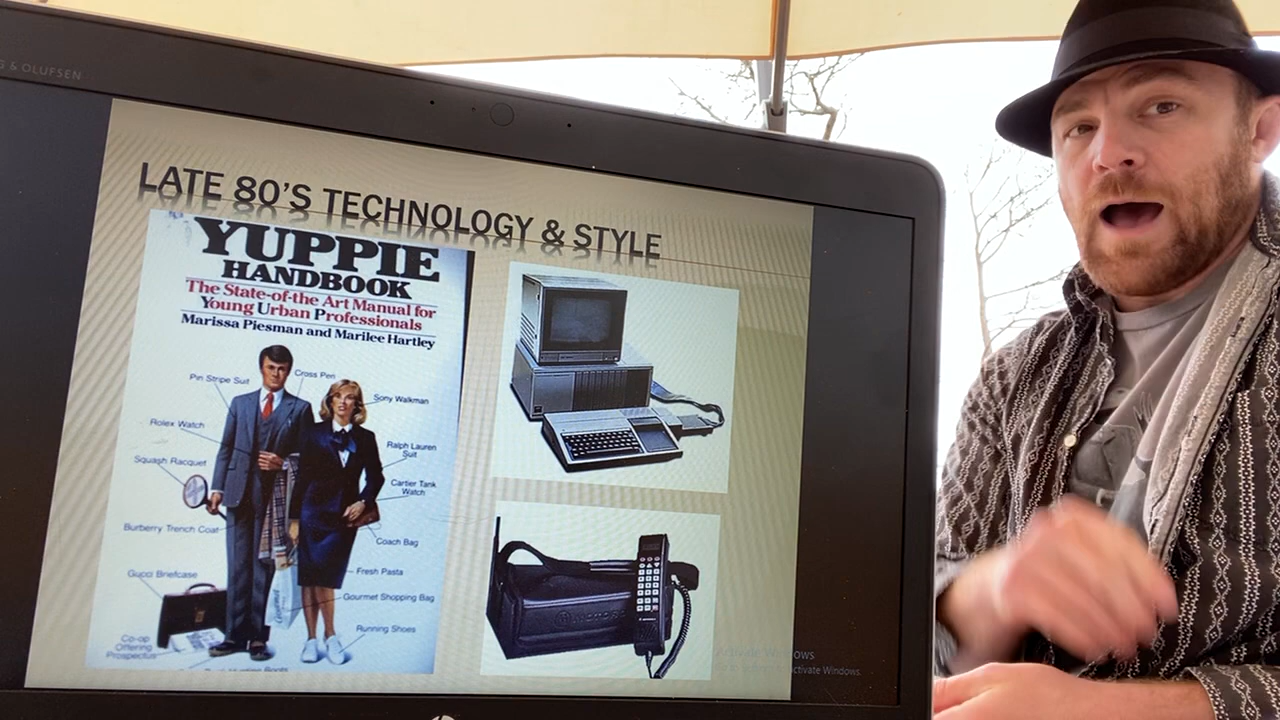 G & OLUFSEN
LATE 80'S TECHNOLOGY & STYLE
YUPPIE
HANDBOOK
The State-of-the Art Manual for
Young Urban Professionals
Marissa Piesman and Marilee Hartley
Pin Stripe Suit
Cross Pen
Sony Walkman
Rolex Watch
Ralph Lauren
Suit
Squash Racquet
Cartier Tank
Watch
Burberry Trench Coat
Coach Bag
Gucci Briefcase
Fresh Pasta
Gourmet Shopping Bag
Co-op
Offering
Prospectus
Running Shoes
Activate Windows
Activate Windows.